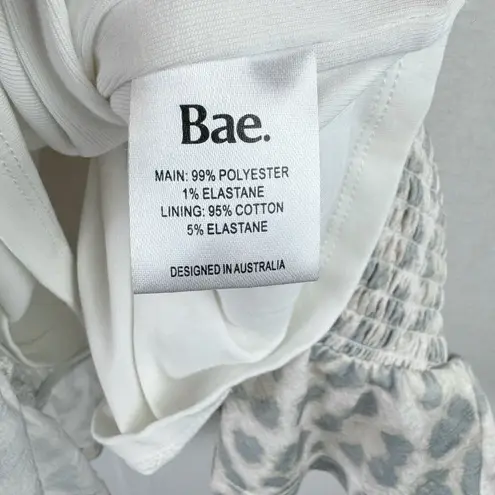 Bae.
MAIN: 99% POLYESTER
1% ELASTANE
LINING: 95% COTTON
5% ELASTANE
DESIGNED IN AUSTRALIA